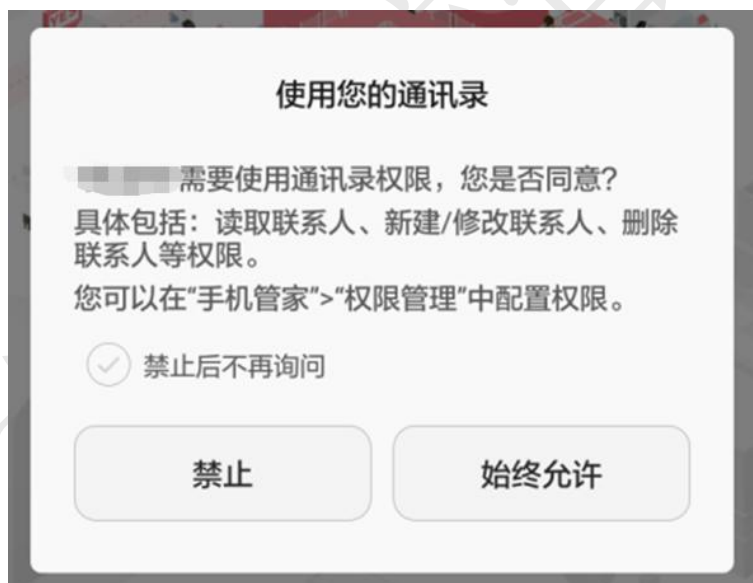 使用您的通讯录
需要使用通讯录权限，您是否同意?
具体包括：读取联系人、新建/修改联系人、删除
联系人等权限。
您可以在“手机管家”>“权限管理”中配置权限。
禁止后不再询问
禁止
始终允许